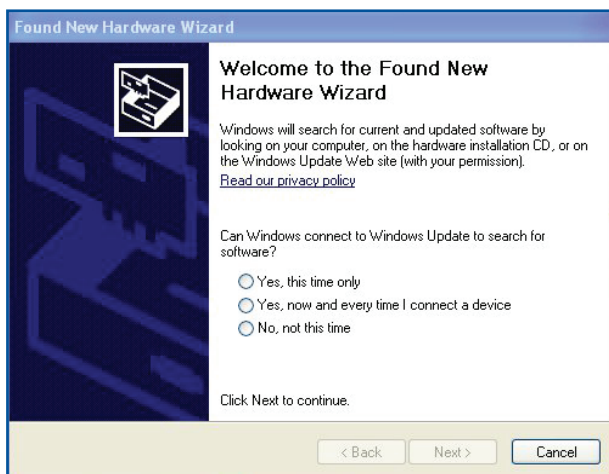 Found New Hardware Wizard
Welcome to the Found New
Hardware Wizard
Windows will search for current and updated software by
looking on your computer, on the hardware installation CD, or on
the Windows Update Web site (with your permission).
Read our privacy policy
Can Windows connect to Windows Update to search for
software?
Yes, this time only
Yes, now and every time I connect a device
No, not this time
Click Next to continue.
< Back
Next >
Cancel